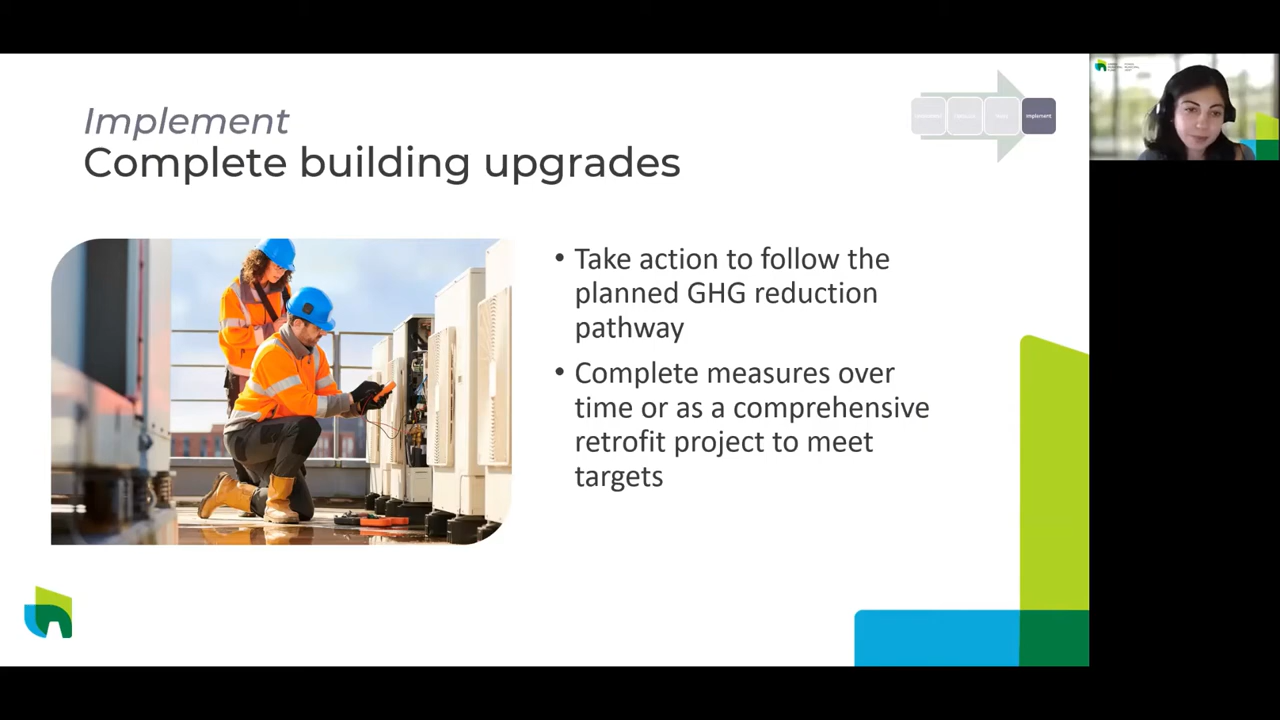 Implement
Complete building upgrades
Implement
• Take action to follow the
planned GHG reduction
pathway
• Complete measures over
time or as a comprehensive
retrofit project to meet
targets